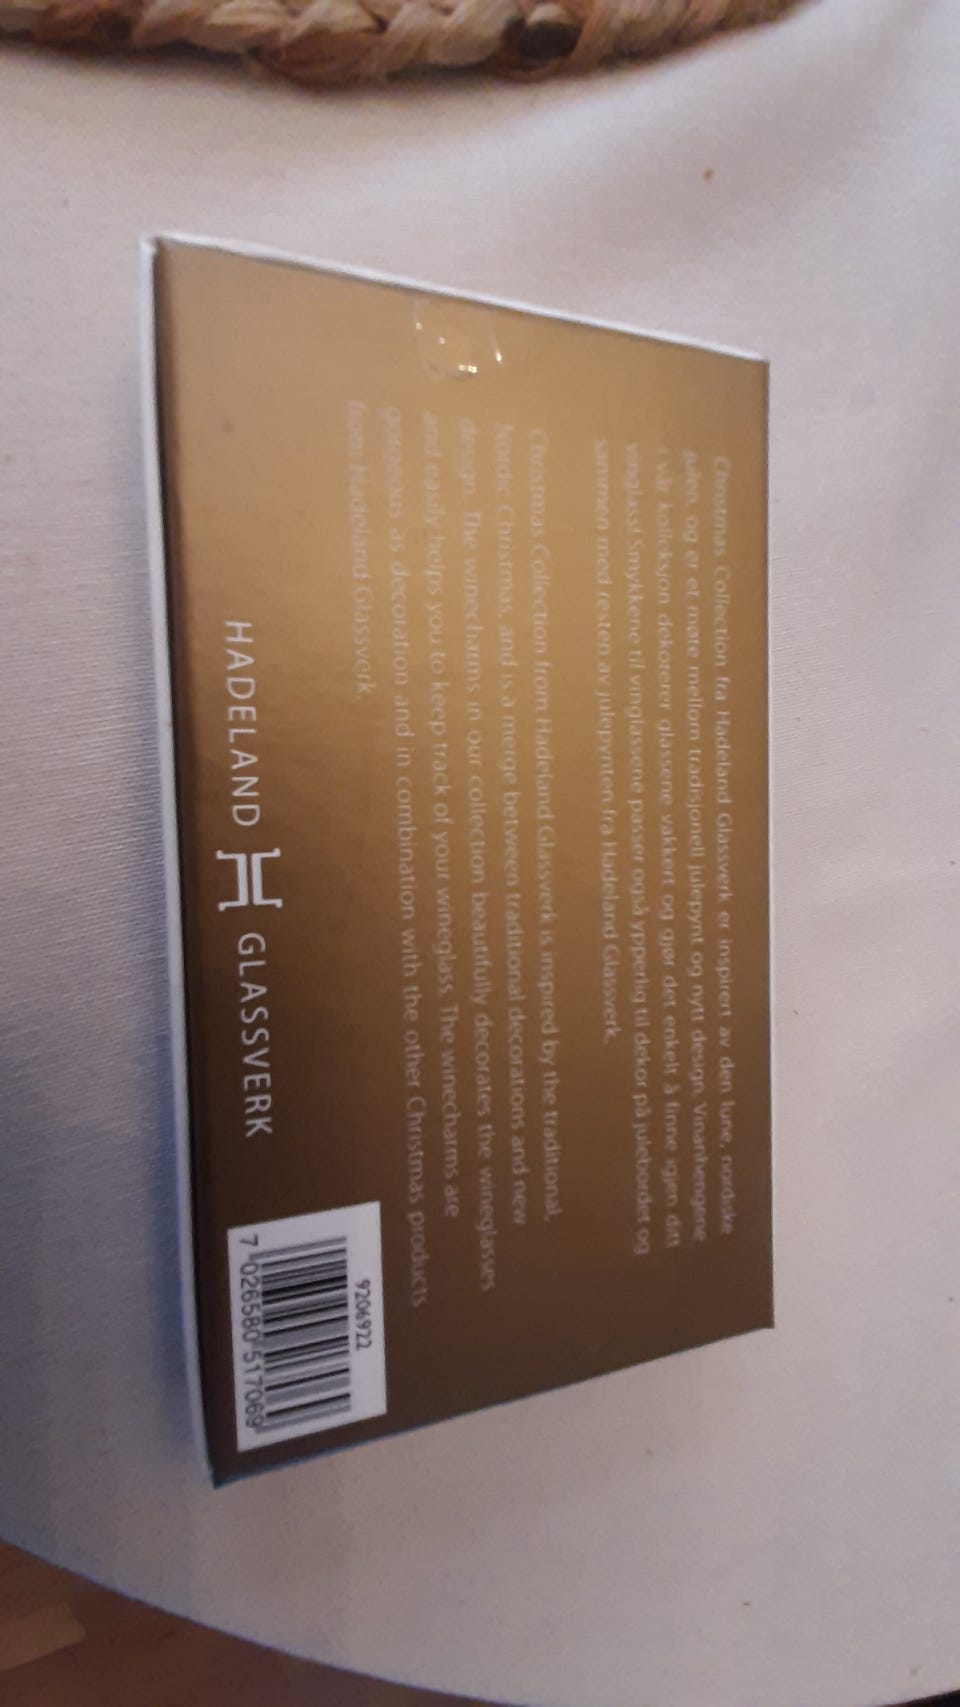 Christmas Collection fra Hadeland Glassverk er inspirert av den lune, nordiske
julen, og er et møte mellom tradisjonell julepynt og nytt design. Vinanhengene
i vår kolleksjon dekorerer glassene vakkert og gjør det enkelt å finne igjen ditt
vinglass! Smykkene til vinglassene passer også ypperlig til dekor på julebordet og
sammen med resten av julepynten fra Hadeland Glassverk.
Christmas Collection from Hadeland Glassverk is inspired by the traditional,
Nordic Christmas, and is a merge between traditional decorations and new
design. The winecharms in our collection beautifully decorates the wineglasses
and easily helps you to keep track of your wineglass. The winecharms are
gorgeous as decoration and in combination with the other Christmas products
from Hadeland Glassverk.
HADELAND GLASSVERK
9206922
7 026580 517069